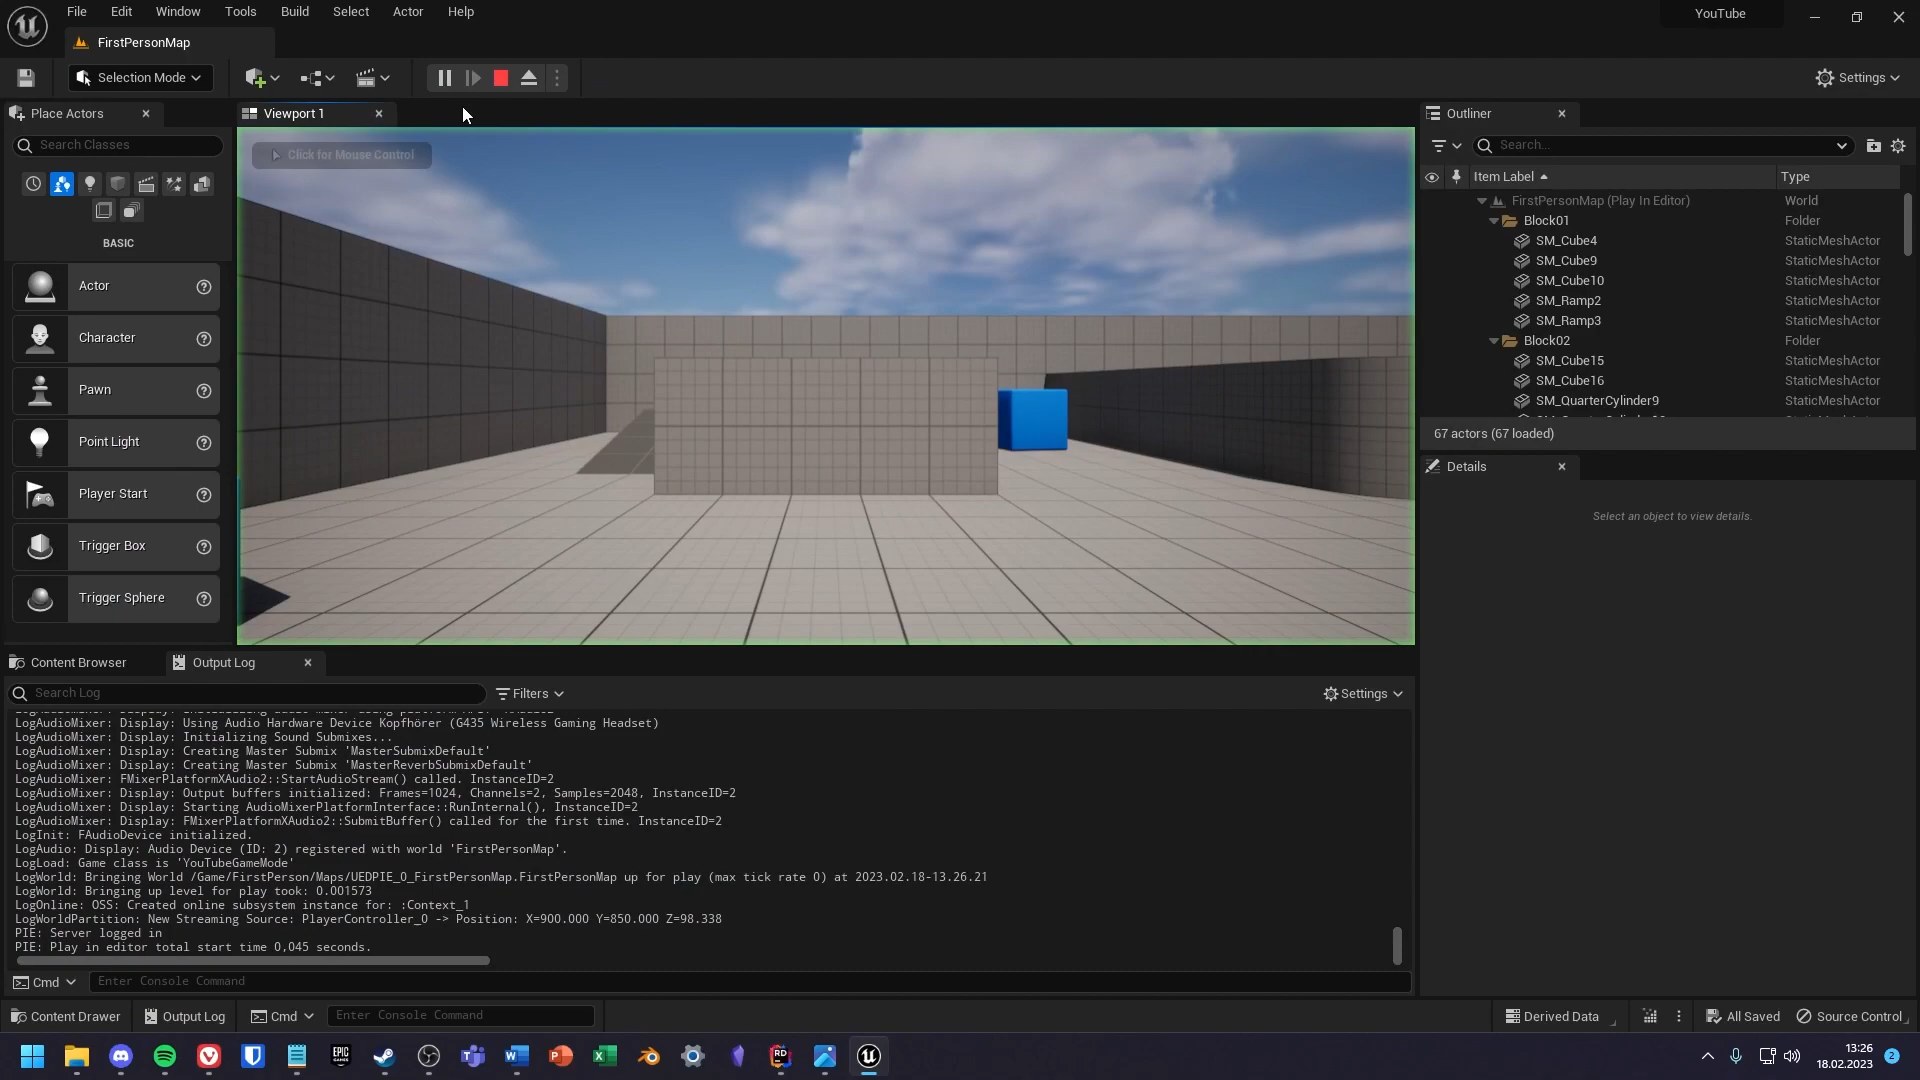 File Edit Window Tools Build Select Actor Help
YouTube
FirstPersonMap
Selection Mode
Settings
Place Actors
Viewport 1
Outliner
Search Classes
Click for Mouse Control
Search...
Item Label Type
FirstPersonMap (Play In Editor) World
Block01 Folder
SM_Cube4 StaticMeshActor
SM_Cube9 StaticMeshActor
SM_Cube10 StaticMeshActor
SM_Ramp2 StaticMeshActor
SM_Ramp3 StaticMeshActor
Block02 Folder
SM_Cube15 StaticMeshActor
SM_Cube16 StaticMeshActor
SM_QuarterCylinder9 StaticMeshActor
67 actors (67 loaded)
Details
Select an object to view details.
BASIC
Actor
Character
Pawn
Point Light
Player Start
Trigger Box
Trigger Sphere
Content Browser
Output Log
Search Log
Filters
Settings
LogAudioMixer: Display: Using Audio Hardware Device Kopfhörer (G435 Wireless Gaming Headset)
LogAudioMixer: Display: Initializing Sound Submixes...
LogAudioMixer: Display: Creating Master Submix 'MasterSubmixDefault'
LogAudioMixer: Display: Creating Master Submix 'MasterReverbSubmixDefault'
LogAudioMixer: FMixerPlatformXAudio2::StartAudioStream() called. InstanceID=2
LogAudioMixer: Display: Output buffers initialized: Frames=1024, Channels=2, Samples=2048, InstanceID=2
LogAudioMixer: Display: Starting AudioMixerPlatformInterface::RunInternal(), InstanceID=2
LogAudioMixer: Display: FMixerPlatformXAudio2::SubmitBuffer() called for the first time. InstanceID=2
LogInit: FAudioDevice initialized.
LogAudio: Display: Audio Device (ID: 2) registered with world 'FirstPersonMap'.
LogLoad: Game class is 'YouTubeGameMode'
LogWorld: Bringing World /Game/FirstPerson/Maps/UEDPIE_0_FirstPersonMap.FirstPersonMap up for play (max tick rate 0) at 2023.02.18-13.26.21
LogWorld: Bringing up level for play took: 0.001573
LogOnline: OSS: Created online subsystem instance for: :Context_1
LogWorldPartition: New Streaming Source: PlayerController_0 -> Position: X=900.000 Y=850.000 Z=98.338
PIE: Server logged in
PIE: Play in editor total start time 0,045 seconds.
Cmd
Enter Console Command
Content Drawer
Output Log
Cmd
Enter Console Command
Derived Data
All Saved
Source Control
EPIC GAMES
RD
13:26
18.02.2023
2